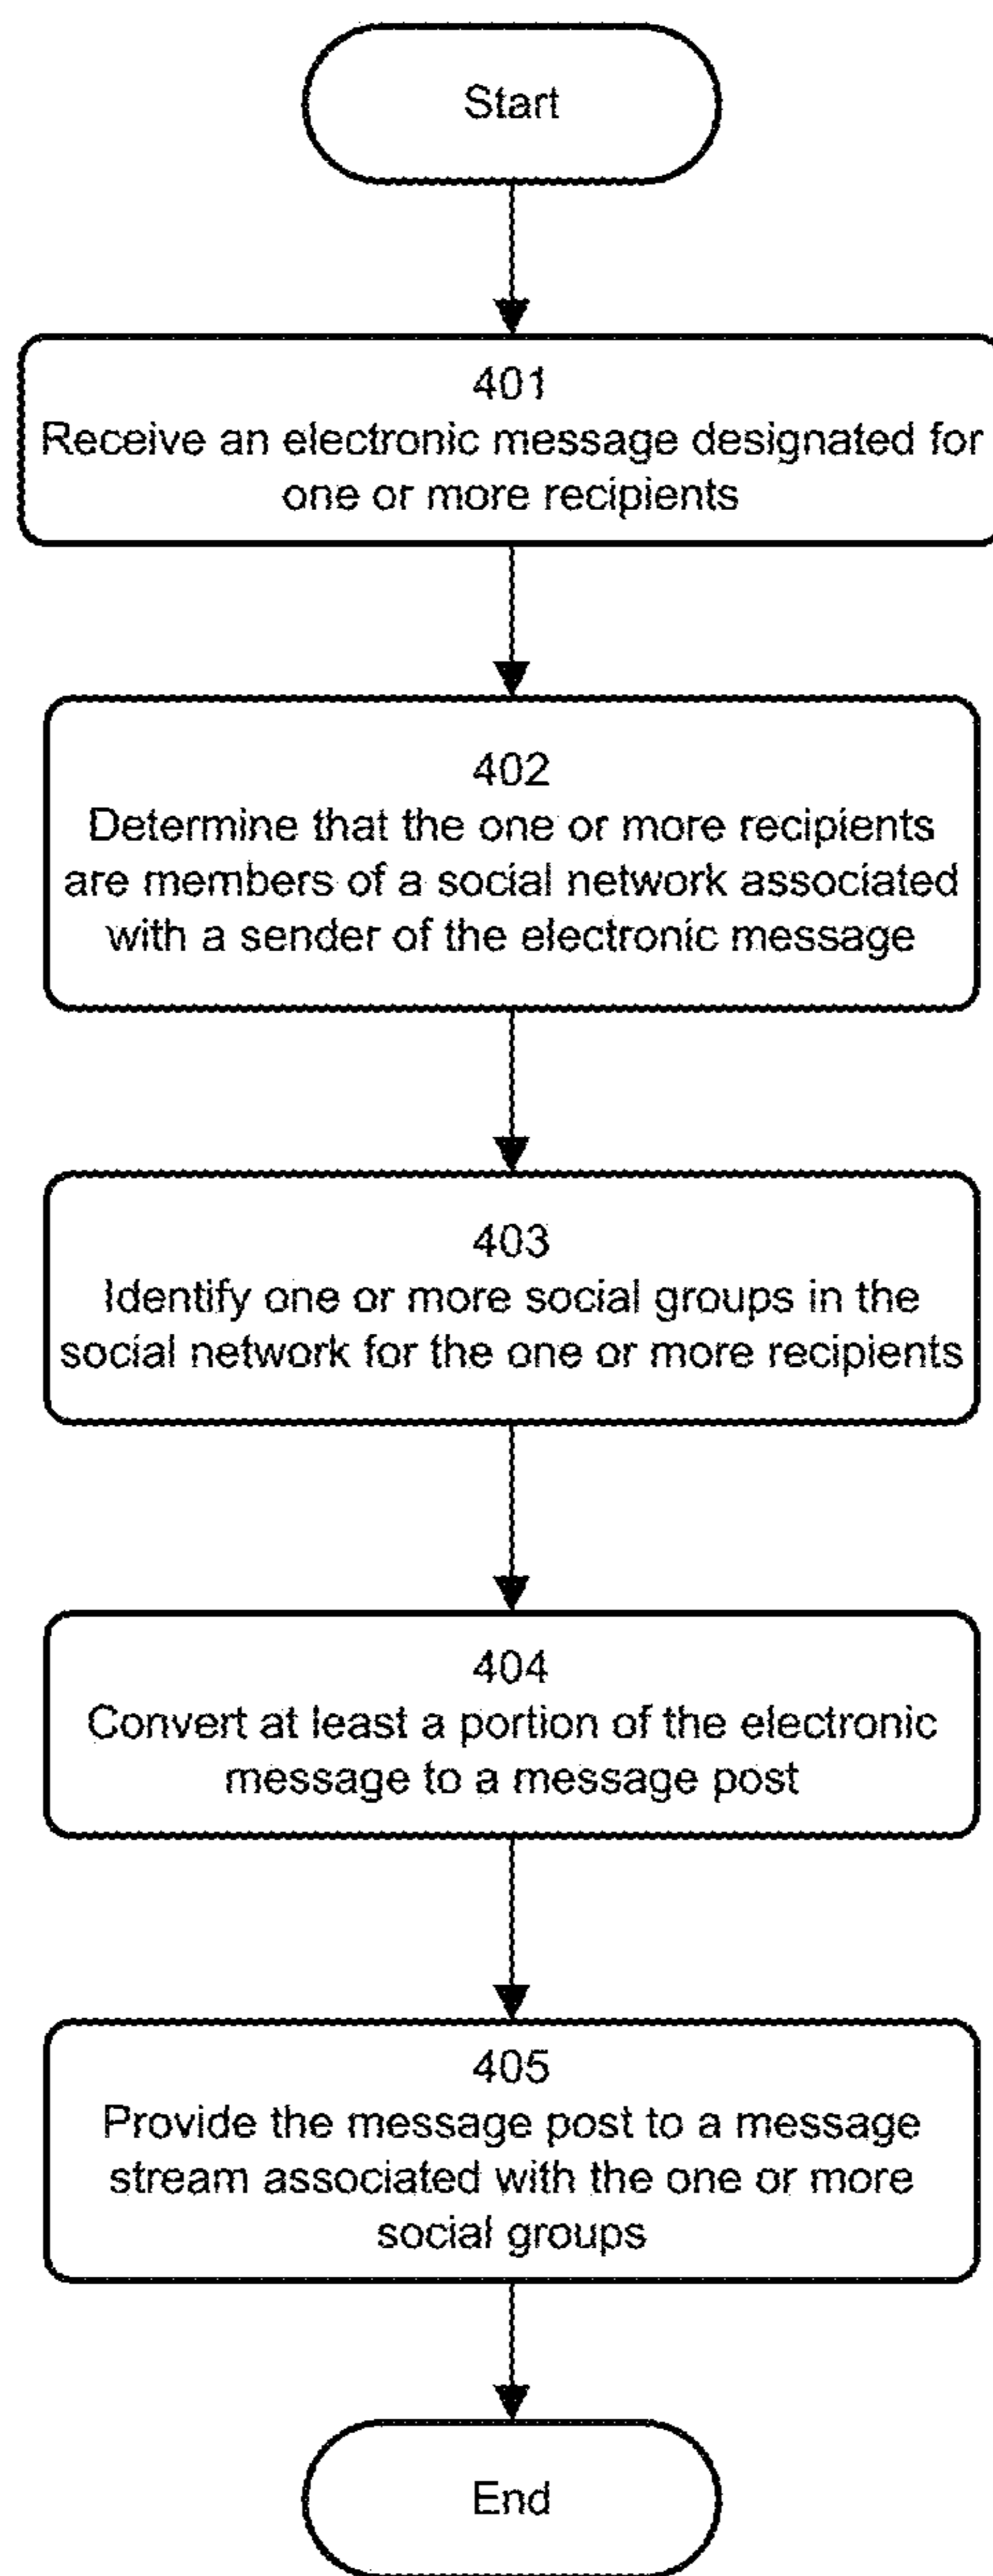 Start
401
Receive an electronic message designated for
one or more recipients
402
Determine that the one or more recipients
are members of a social network associated
with a sender of the electronic message
403
Identify one or more social groups in the
social network for the one or more recipients
404
Convert at least a portion of the electronic
message to a message post
405
Provide the message post to a message
stream associated with the one or more
social groups
End